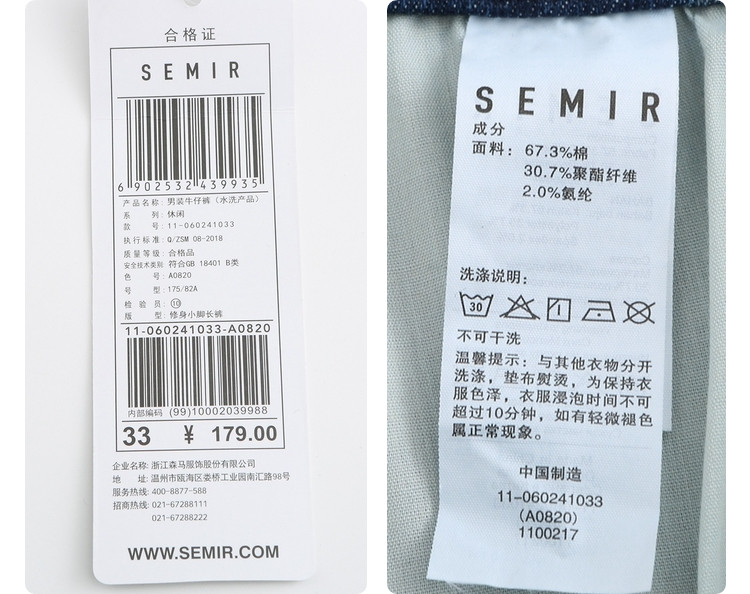 合格证
SEMIR
6 902532 439935
产品名称: 男装牛仔裤（水洗产品）
系 列: 休闲
款 号: 11-060241033
执行标准: Q/ZSM 08-2018
质量等级: 合格品
安全技术类别 符合GB 18401 B类
色 号: A0820
号 型: 175/82A
检 验 员: ⑩
版 型: 修身小脚长裤
11-060241033-A0820
内部编码 (99)10002039988
33 ¥ 179.00
企业名称: 浙江森马服饰股份有限公司
地 址: 温州市瓯海区娄桥工业园南汇路98号
服务热线: 400-8877-588
招商热线: 021-67288111
021-67288222
WWW.SEMIR.COM
SEMIR
成分
面料: 67.3%棉
30.7%聚酯纤维
2.0%氨纶
洗涤说明:
30
不可干洗
温馨提示: 与其他衣物分开
洗涤，垫布熨烫，为保持衣
服色泽，衣服浸泡时间不可
超过10分钟，如有轻微褪色
属正常现象。
中国制造
11-060241033
(A0820)
1100217